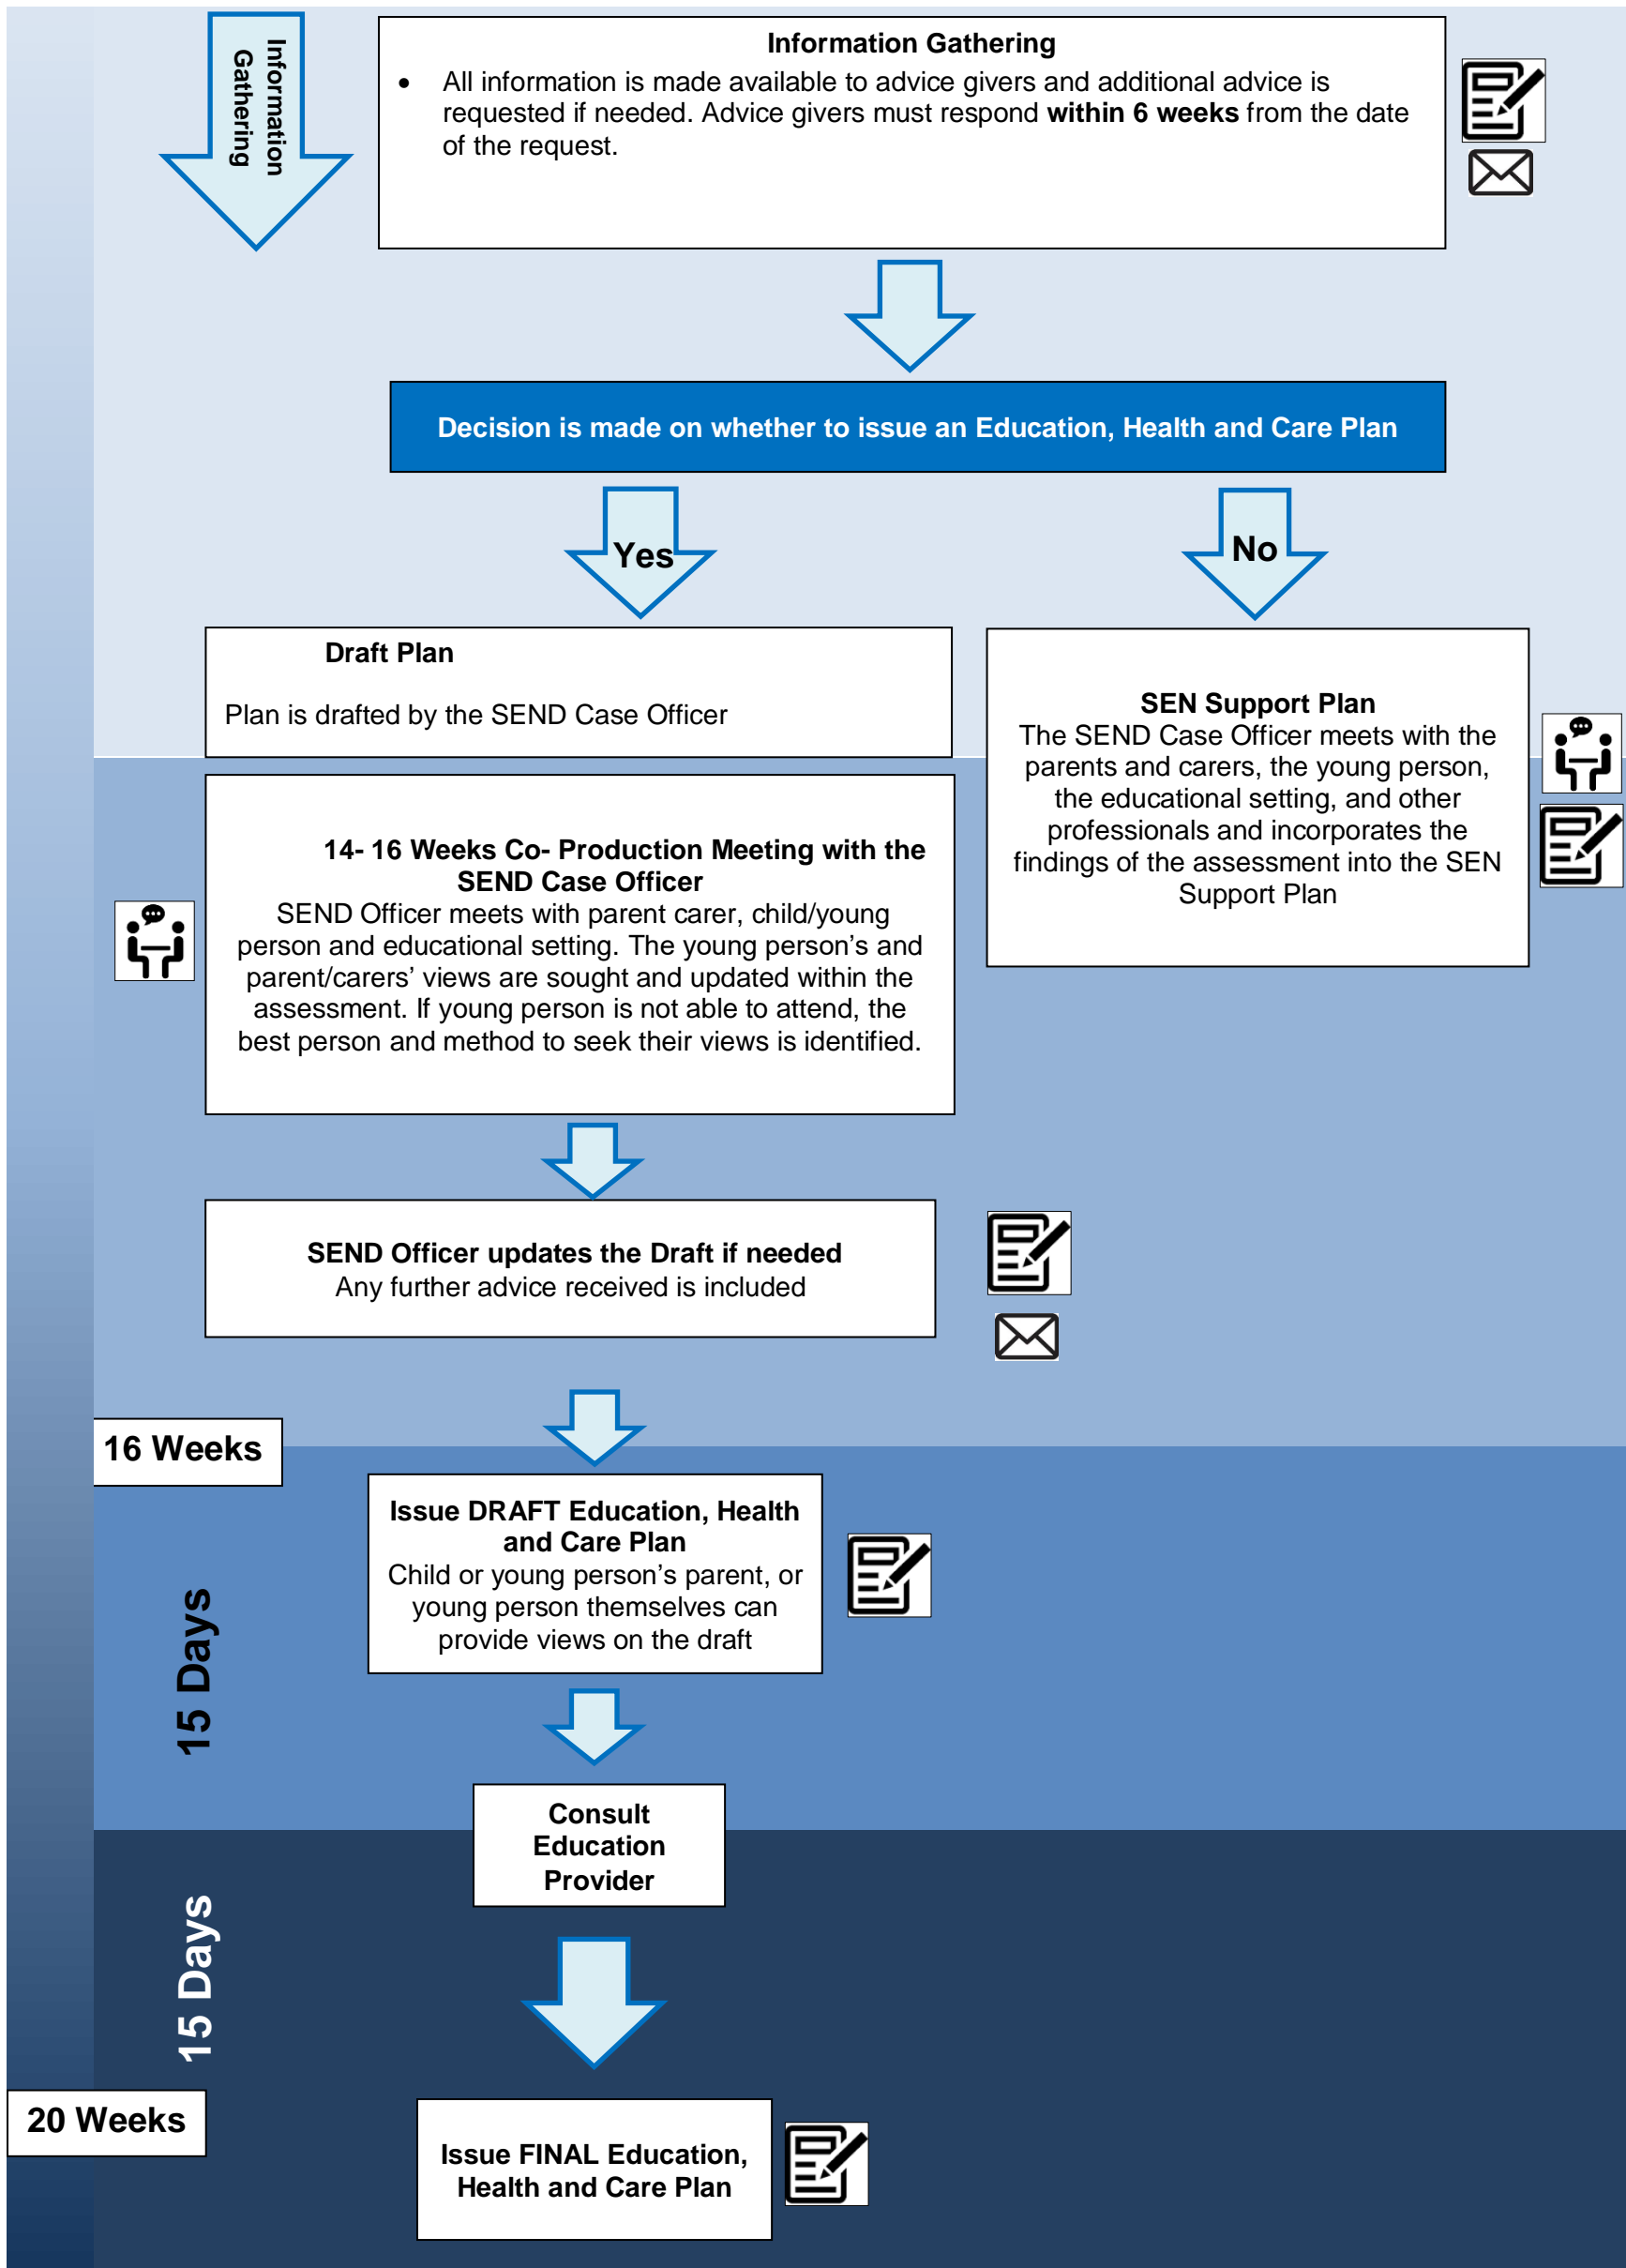 Information
Gathering
Information Gathering
• All information is made available to advice givers and additional advice is
requested if needed. Advice givers must respond within 6 weeks from the date
of the request.
Decision is made on whether to issue an Education, Health and Care Plan
Yes
No
Draft Plan
Plan is drafted by the SEND Case Officer
SEN Support Plan
The SEND Case Officer meets with the
parents and carers, the young person,
the educational setting, and other
professionals and incorporates the
findings of the assessment into the SEN
Support Plan
14- 16 Weeks Co- Production Meeting with the
SEND Case Officer
SEND Officer meets with parent carer, child/young
person and educational setting. The young person’s and
parent/carers’ views are sought and updated within the
assessment. If young person is not able to attend, the
best person and method to seek their views is identified.
SEND Officer updates the Draft if needed
Any further advice received is included
16 Weeks
Issue DRAFT Education, Health
and Care Plan
Child or young person’s parent, or
young person themselves can
provide views on the draft
15 Days
Consult
Education
Provider
15 Days
20 Weeks
Issue FINAL Education,
Health and Care Plan